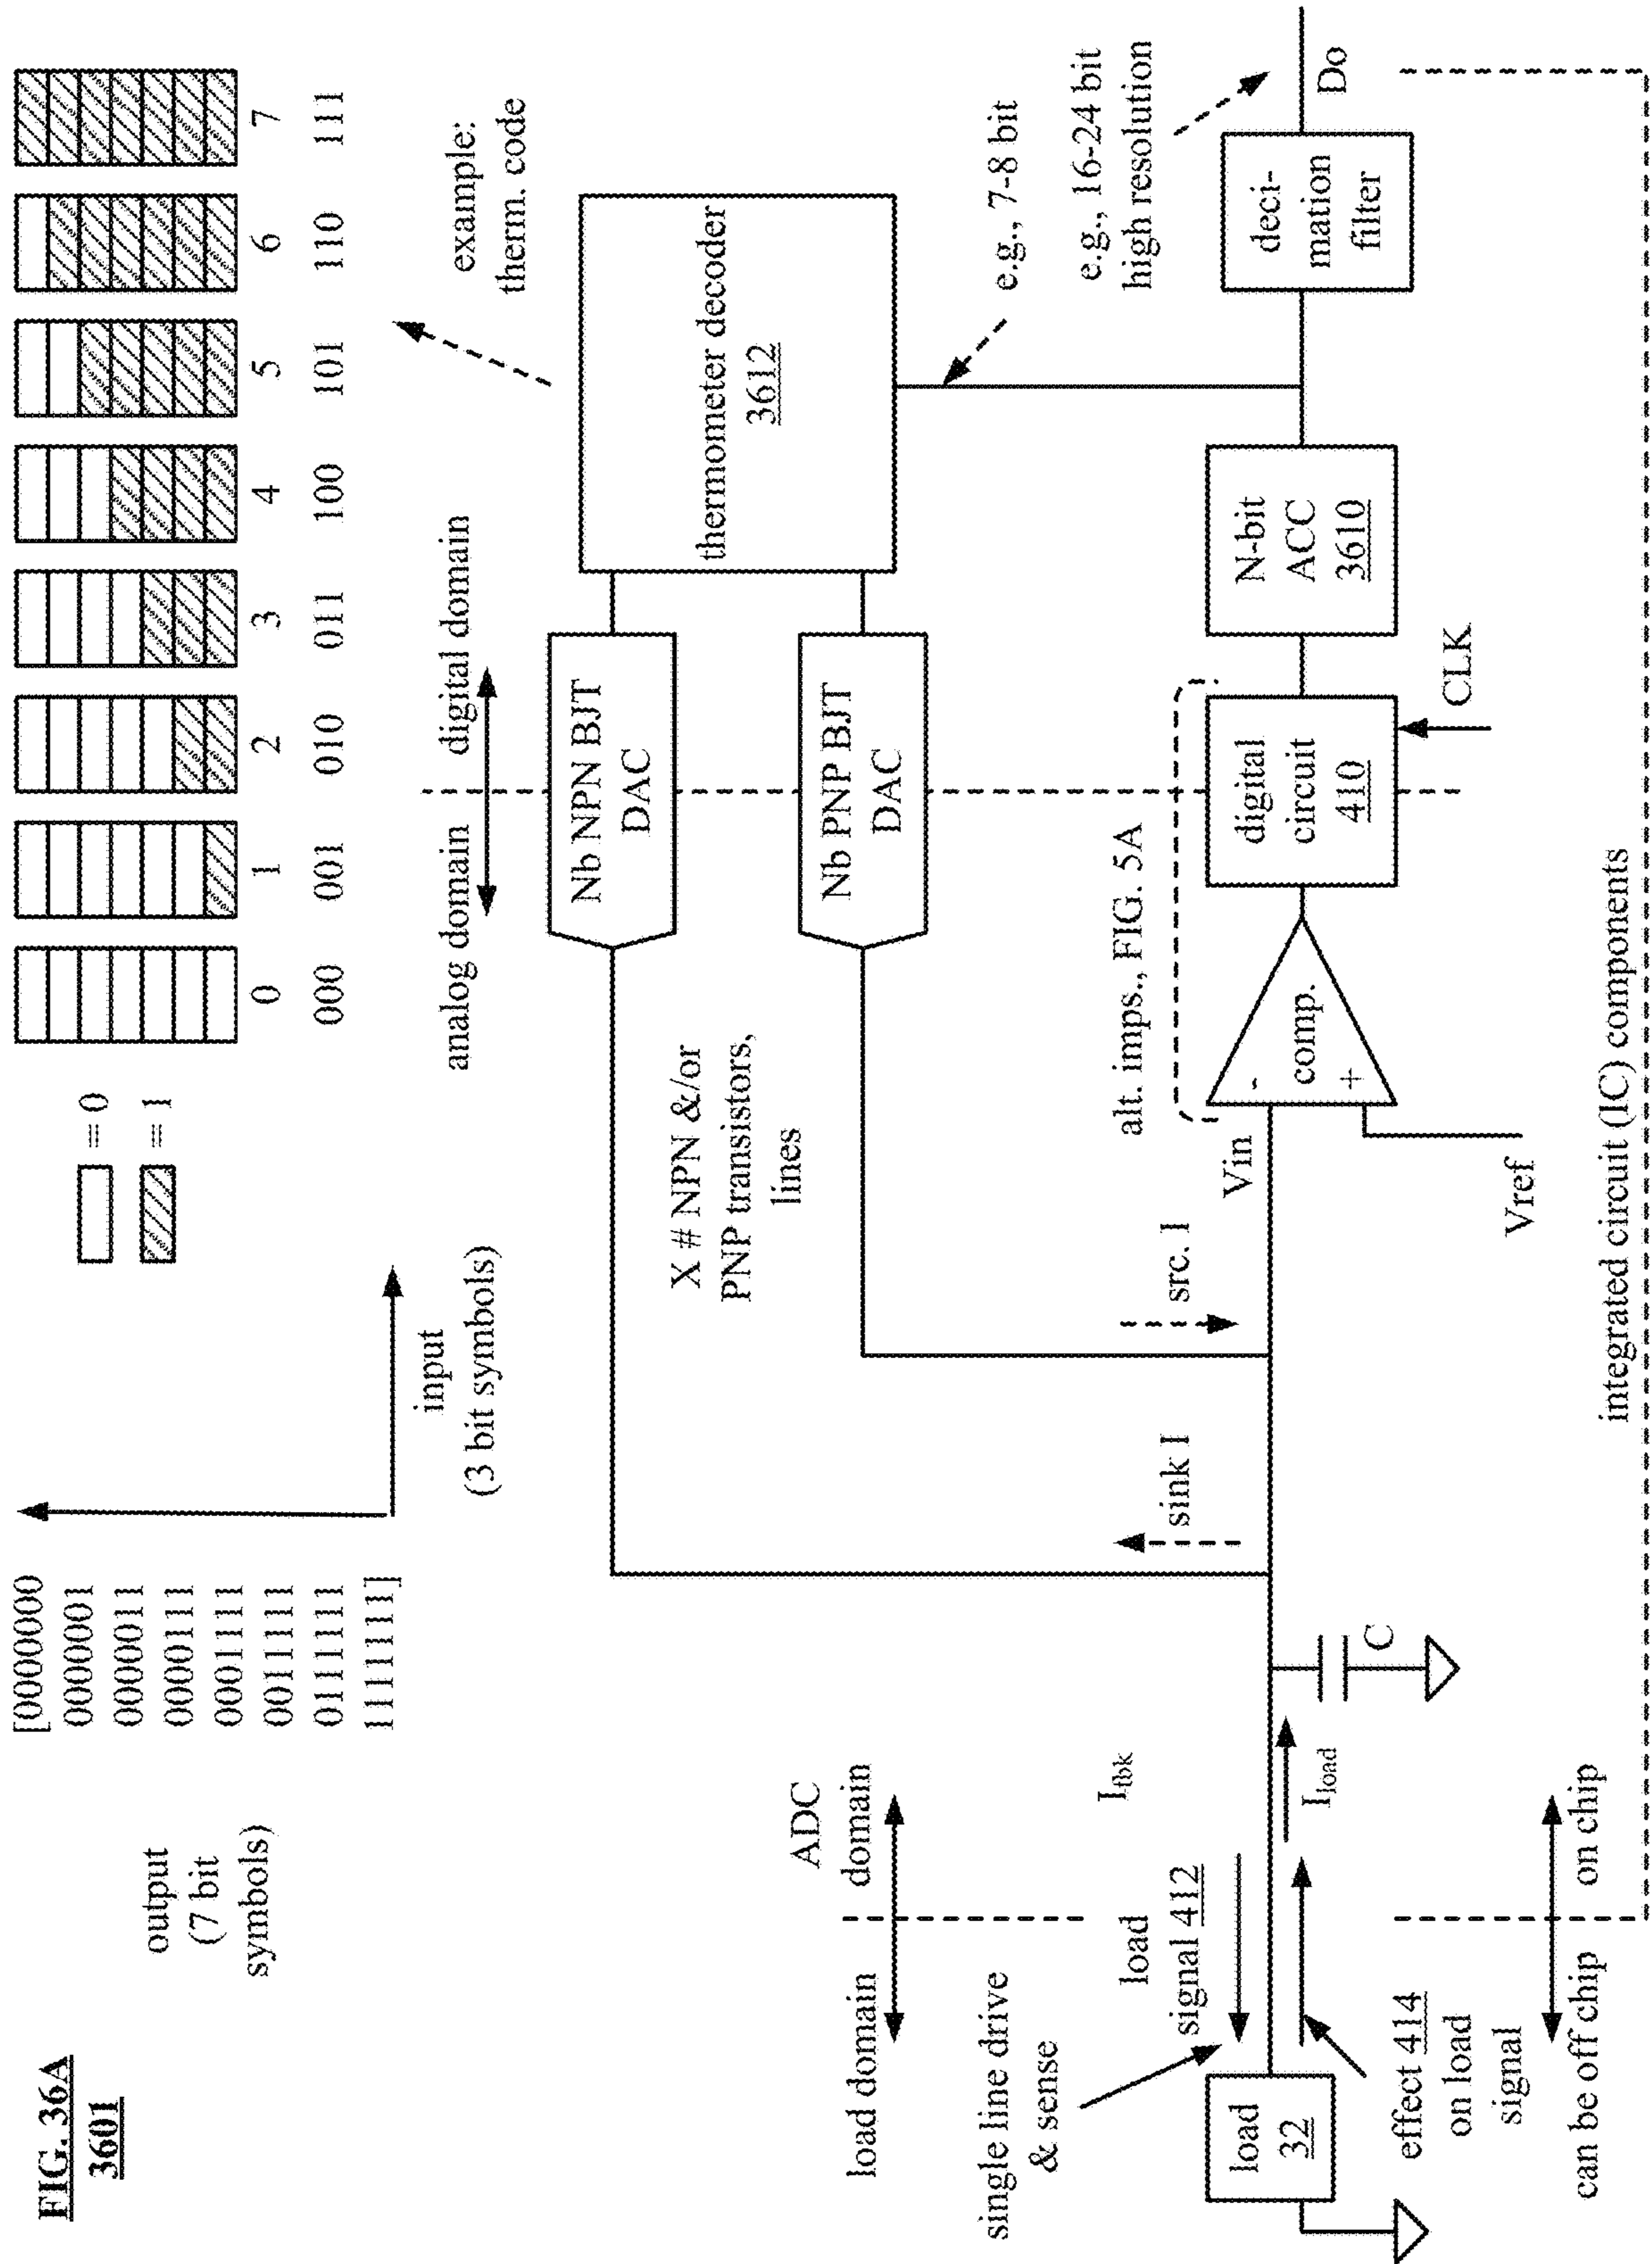 FIG. 36A
3601
output
(7 bit
symbols)
[0000000
0000001
0000011
0000111
0001111
0011111
0111111
1111111]
input
(3 bit symbols)
= 0
= 1
0 1 2 3 4 5 6 7
000 001 010 011 100 101 110 111
example:
therm. code
analog domain
digital domain
load domain
ADC
domain
single line drive
& sense
load
signal 412
Ifbk
load
32
effect 414
on load
signal
Iload
C
can be off chip
on chip
sink I
src. I
X # NPN &/or
PNP transistors,
lines
Nb NPN BJT
DAC
Nb PNP BJT
DAC
thermometer decoder
3612
e.g., 7-8 bit
e.g., 16-24 bit
high resolution
alt. imps., FIG. 5A
Vin
Vref
-
comp.
+
digital
circuit
410
CLK
N-bit
ACC
3610
deci-
mation
filter
Do
integrated circuit (IC) components